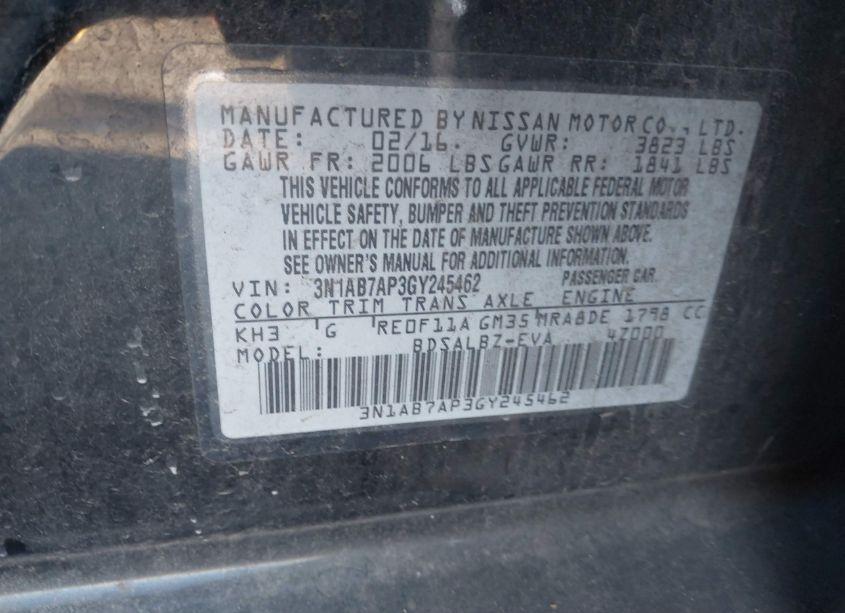 MANUFACTURED BY NISSAN MOTOR CO., LTD.
DATE: 02/16. GVWR: 3823 LBS
GAWR FR: 2006 LBS GAWR RR: 1841 LBS
THIS VEHICLE CONFORMS TO ALL APPLICABLE FEDERAL MOTOR
VEHICLE SAFETY, BUMPER AND THEFT PREVENTION STANDARDS
IN EFFECT ON THE DATE OF MANUFACTURE SHOWN ABOVE.
SEE OWNER'S MANUAL FOR ADDITIONAL INFORMATION.
VIN: 3N1AB7AP3GY245462 PASSENGER CAR
COLOR TRIM TRANS AXLE ENGINE
KH3 G RE0F11A GM35 MRA8DE 1798 CC
MODEL: BDSALBZ-EVA 4Z000
3N1AB7AP3GY245462